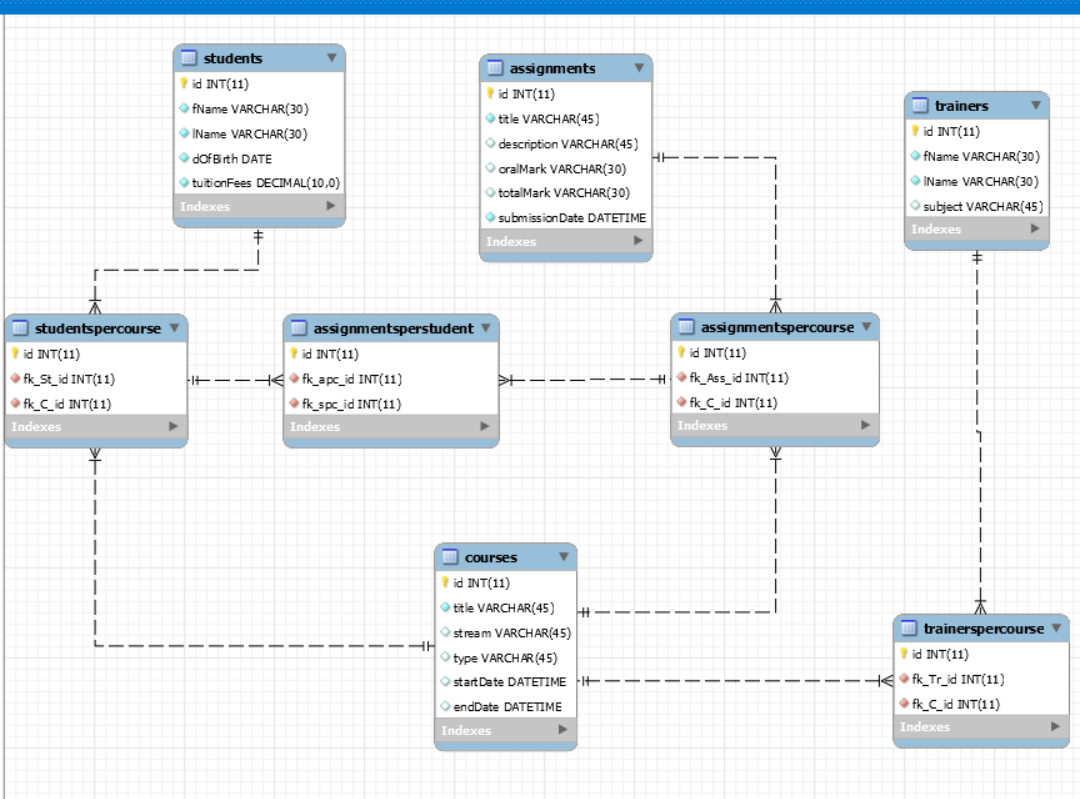 students
id INT(11)
fName VARCHAR(30)
lName VARCHAR(30)
dOfBirth DATE
tuitionFees DECIMAL(10,0)
Indexes
assignments
id INT(11)
title VARCHAR(45)
description VARCHAR(45)
oralMark VARCHAR(30)
totalMark VARCHAR(30)
submissionDate DATETIME
Indexes
trainers
id INT(11)
fName VARCHAR(30)
lName VARCHAR(30)
subject VARCHAR(45)
Indexes
studentspercourse
id INT(11)
fk_St_id INT(11)
fk_C_id INT(11)
Indexes
assignmentsperstudent
id INT(11)
fk_apc_id INT(11)
fk_spc_id INT(11)
Indexes
assignmentspercourse
id INT(11)
fk_Ass_id INT(11)
fk_C_id INT(11)
Indexes
courses
id INT(11)
title VARCHAR(45)
stream VARCHAR(45)
type VARCHAR(45)
startDate DATETIME
endDate DATETIME
Indexes
trainerspercourse
id INT(11)
fk_Tr_id INT(11)
fk_C_id INT(11)
Indexes